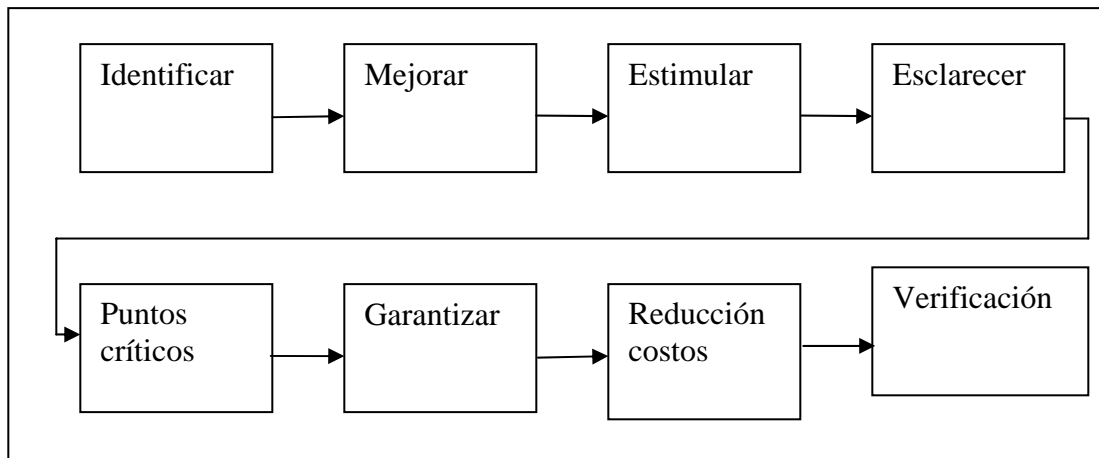 Identificar
Mejorar
Estimular
Esclarecer
Puntos
críticos
Garantizar
Reducción
costos
Verificación